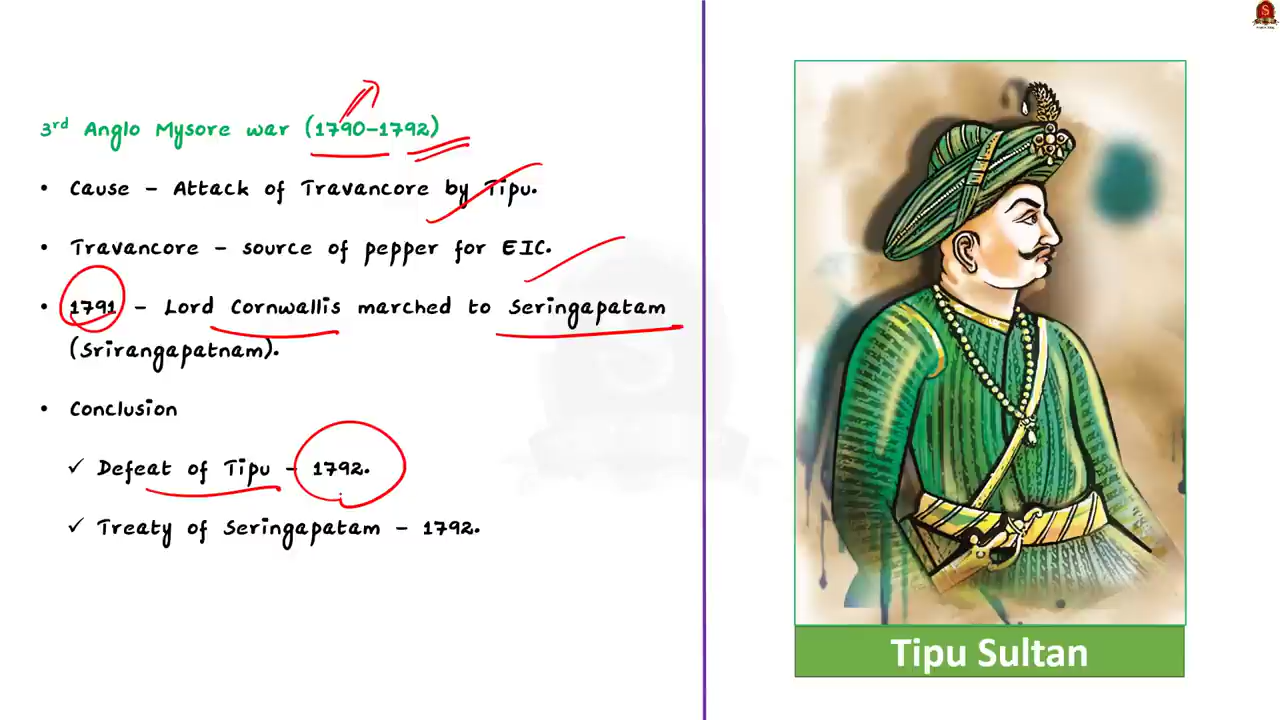 3rd Anglo Mysore war (1790-1792)
• Cause - Attack of Travancore by Tipu.
• Travancore - source of pepper for EIC.
• 1791 - Lord Cornwallis marched to Seringapatam
(Srirangapatnam).
• Conclusion
✓ Defeat of Tipu - 1792.
✓ Treaty of Seringapatam - 1792.
Tipu Sultan